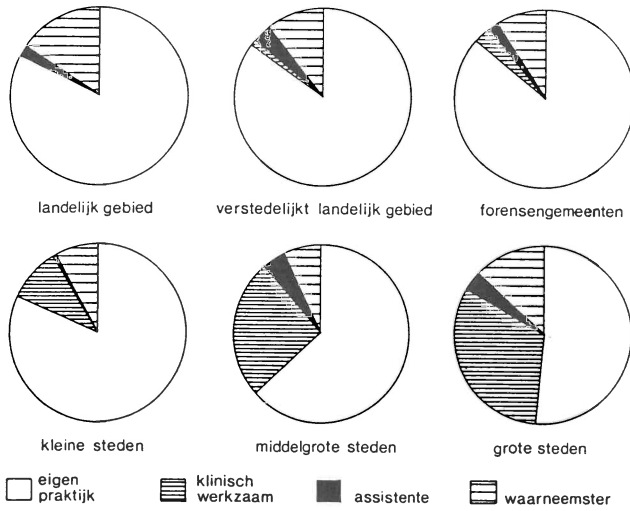 landelijk gebied
verstedelijkt landelijk gebied
forensengemeenten
kleine steden
middelgrote steden
grote steden
eigen
praktijk
klinisch
werkzaam
assistente
waarneemster